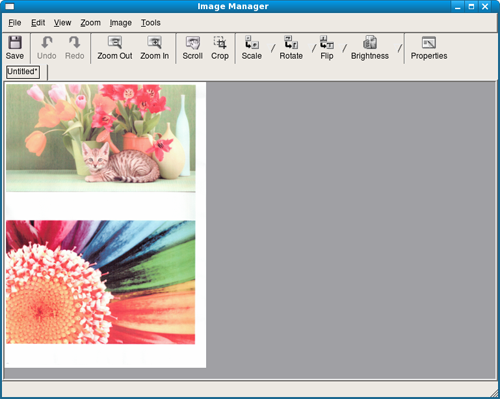 Image Manager
File Edit View Zoom Image Tools
Save Undo Redo Zoom Out Zoom In Scroll Crop Scale Rotate Flip Brightness Properties
Untitled*